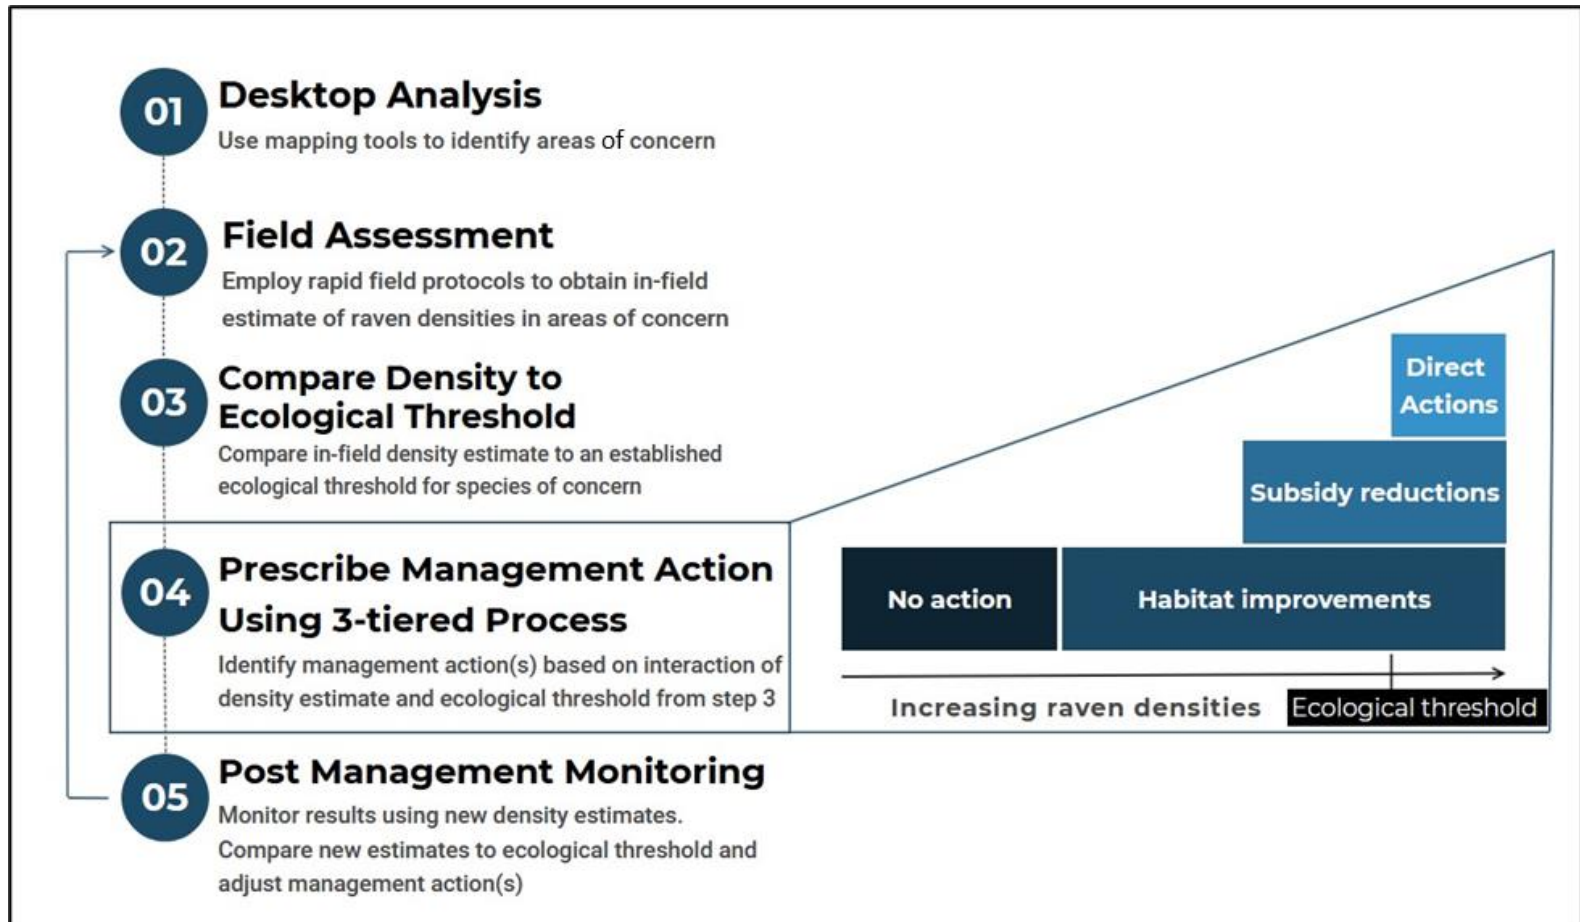 01
Desktop Analysis
Use mapping tools to identify areas of concern
02
Field Assessment
Employ rapid field protocols to obtain in-field
estimate of raven densities in areas of concern
03
Compare Density to
Ecological Threshold
Compare in-field density estimate to an established
ecological threshold for species of concern
04
Prescribe Management Action
Using 3-tiered Process
Identify management action(s) based on interaction of
density estimate and ecological threshold from step 3
05
Post Management Monitoring
Monitor results using new density estimates.
Compare new estimates to ecological threshold and
adjust management action(s)
Direct
Actions
Subsidy reductions
No action
Habitat improvements
Increasing raven densities
Ecological threshold